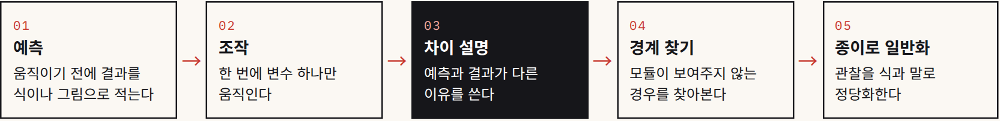 01
예측
움직이기 전에 결과를
식이나 그림으로 적는다
02
조작
한 번에 변수 하나만
움직인다
03
차이 설명
예측과 결과가 다른
이유를 쓴다
04
경계 찾기
모듈이 보여주지 않는
경우를 찾아본다
05
종이로 일반화
관찰을 식과 말로
정당화한다